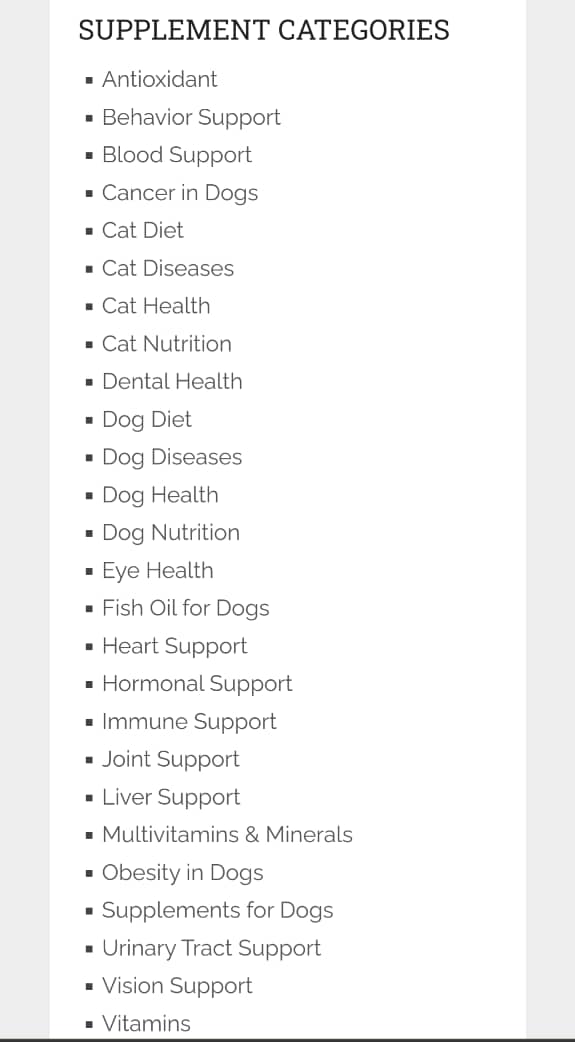 SUPPLEMENT CATEGORIES
Antioxidant
Behavior Support
Blood Support
Cancer in Dogs
Cat Diet
Cat Diseases
Cat Health
Cat Nutrition
Dental Health
Dog Diet
Dog Diseases
Dog Health
Dog Nutrition
Eye Health
Fish Oil for Dogs
Heart Support
Hormonal Support
Immune Support
Joint Support
Liver Support
Multivitamins & Minerals
Obesity in Dogs
Supplements for Dogs
Urinary Tract Support
Vision Support
Vitamins